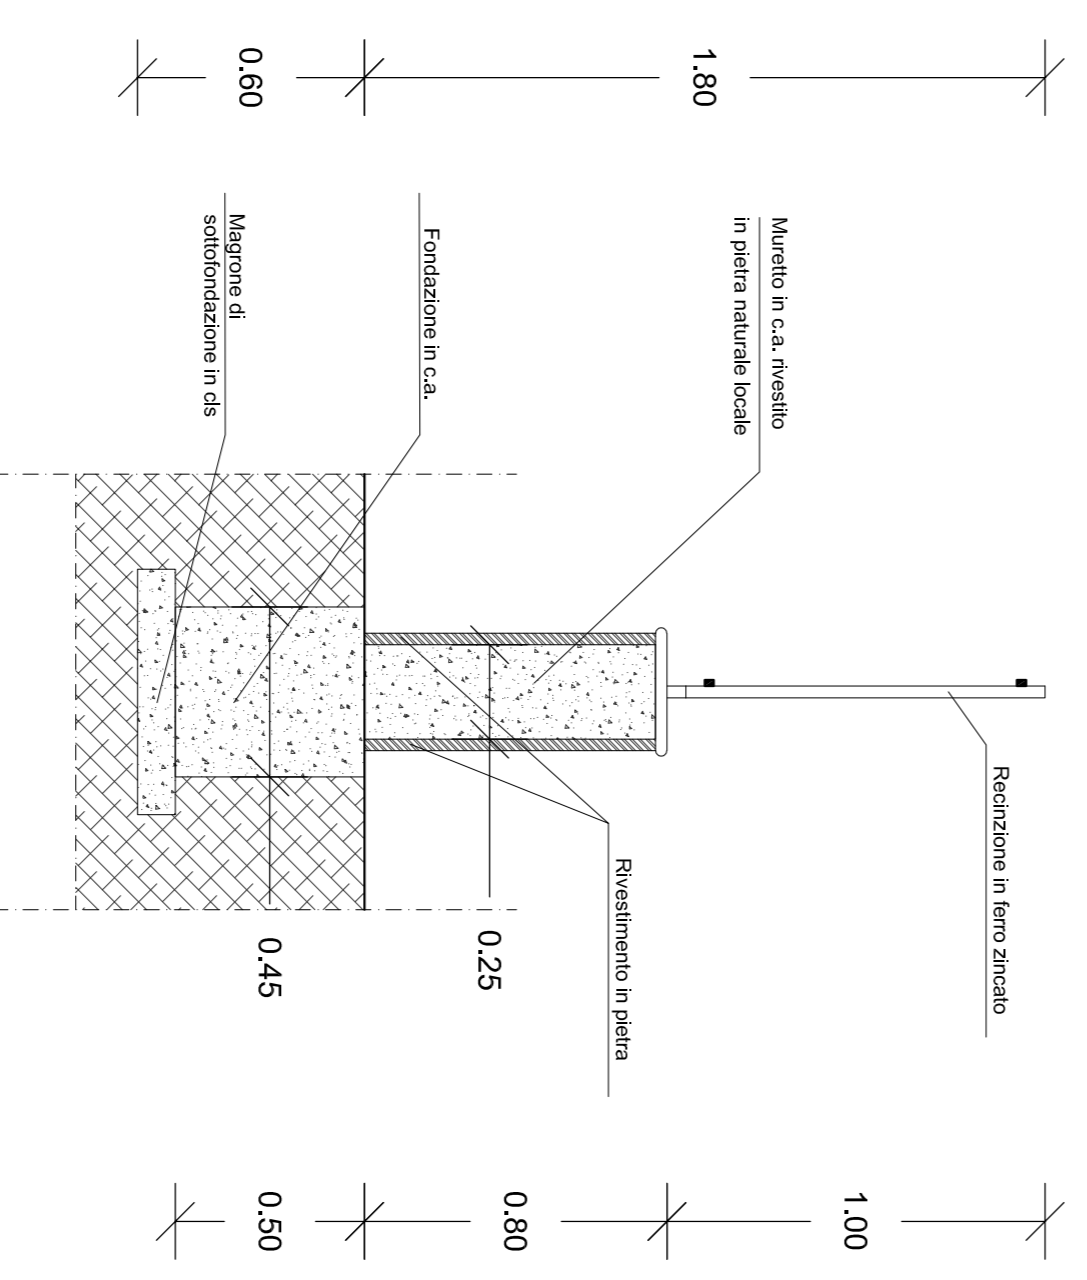 1.80
0.60
Muretto in c.a. rivestito
in pietra naturale locale
Fondazione in c.a.
Magrone di
sottofondazione in cls
Recinzione in ferro zincato
Rivestimento in pietra
0.25
0.45
1.00
0.80
0.50